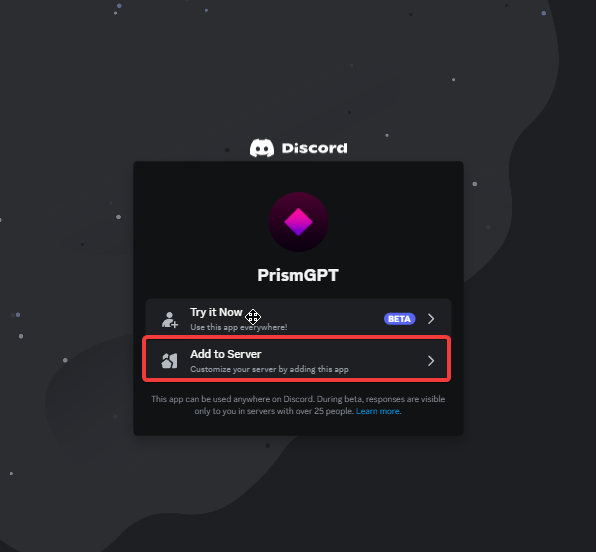 Discord
PrismGPT
Try it Now
BETA
Use this app everywhere!
Add to Server
Customize your server by adding this app
This app can be used anywhere on Discord. During beta, responses are visible
only to you in servers with over 25 people. Learn more.